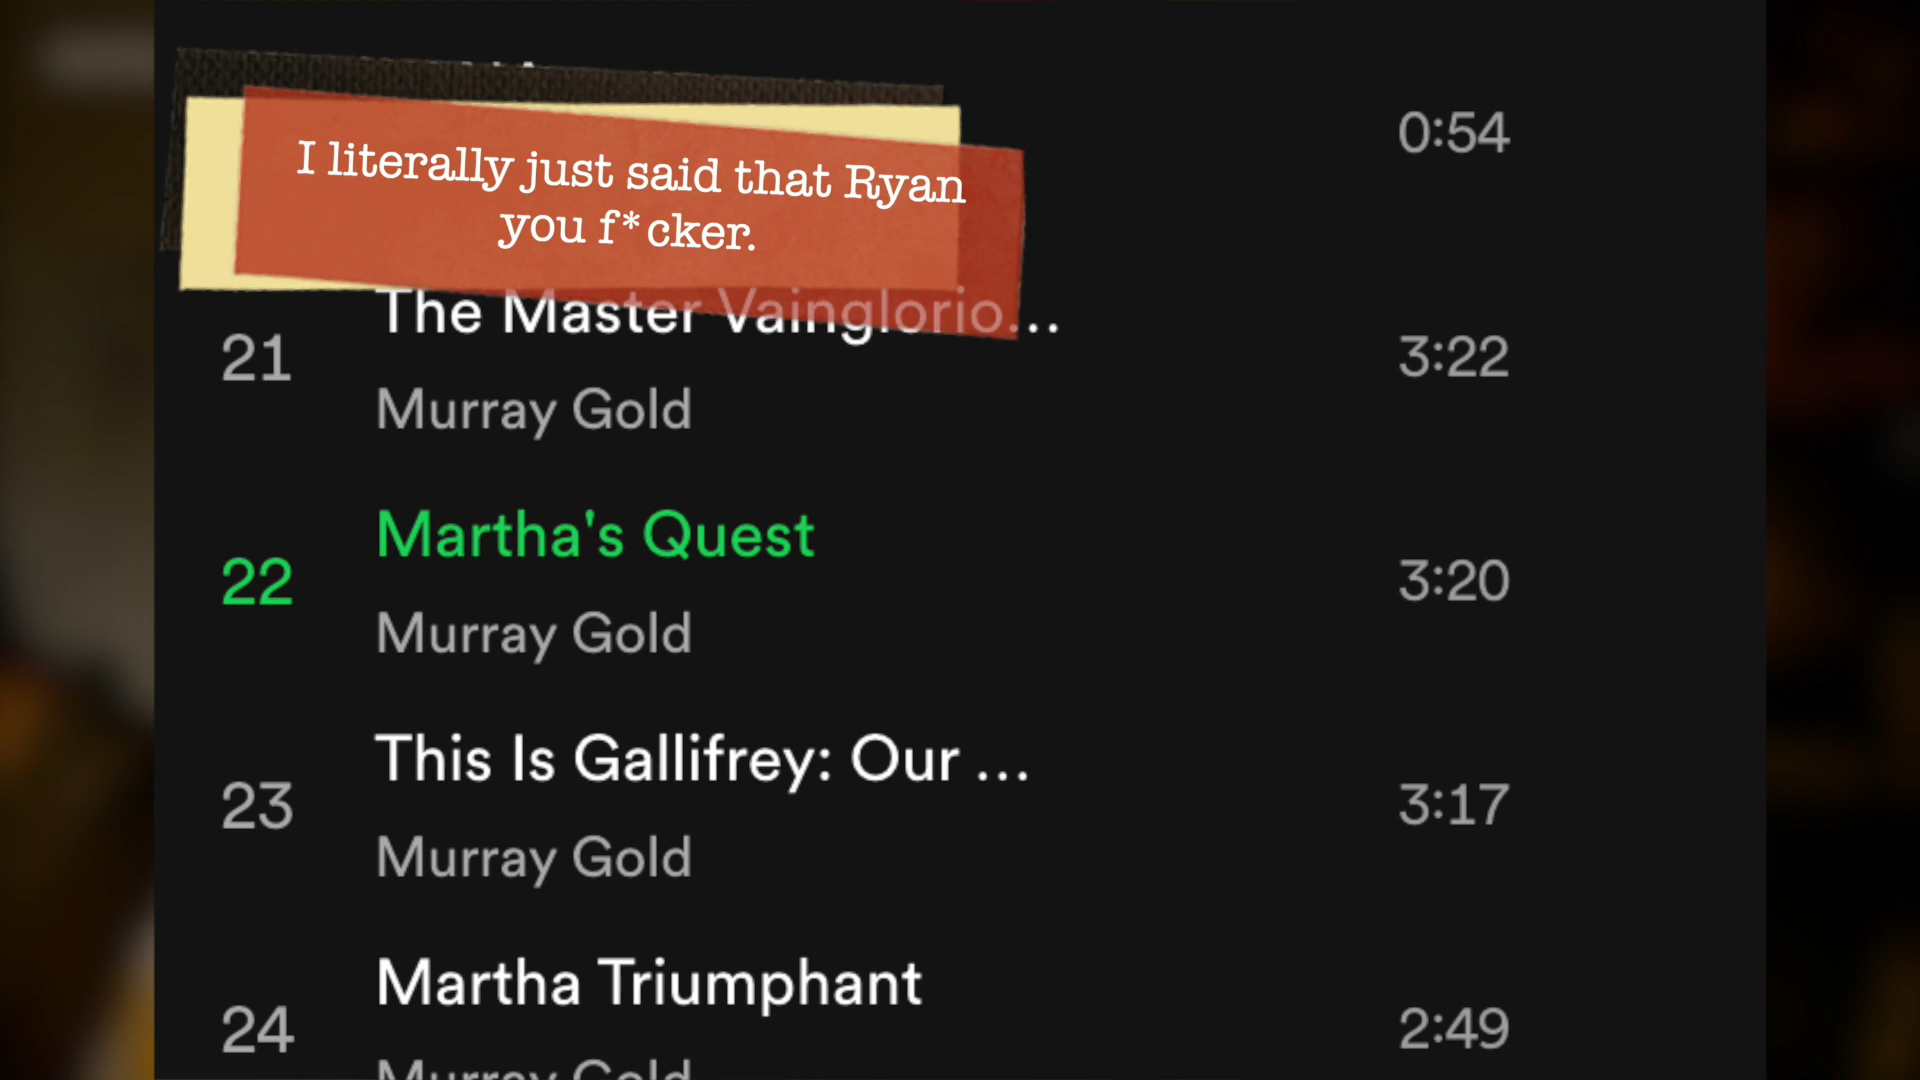 0:54
I literally just said that Ryan
you f*cker.
The Master Vainglorio...
21
3:22
Murray Gold
Martha's Quest
22
3:20
Murray Gold
This Is Gallifrey: Our ...
23
3:17
Murray Gold
Martha Triumphant
24
2:49
Murray Gold